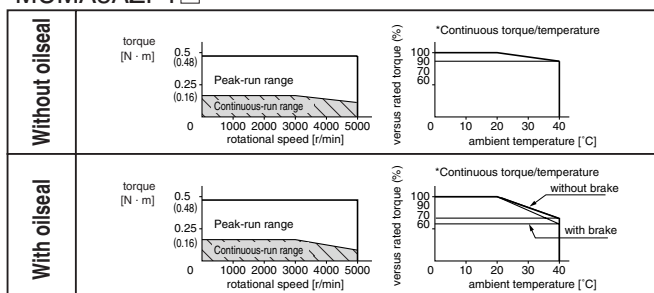 Without oilseal
torque
[N · m]
0.5
(0.48)
0.25
(0.16)
Peak-run range
Continuous-run range
0 1000 2000 3000 4000 5000
rotational speed [r/min]
versus rated torque (%)
*Continuous torque/temperature
100
90
70
60
0 10 20 30 40
ambient temperature [˚C]
With oilseal
torque
[N · m]
0.5
(0.48)
0.25
(0.16)
Peak-run range
Continuous-run range
0 1000 2000 3000 4000 5000
rotational speed [r/min]
versus rated torque (%)
*Continuous torque/temperature
without brake
100
90
70
60
with brake
0 10 20 30 40
ambient temperature [˚C]